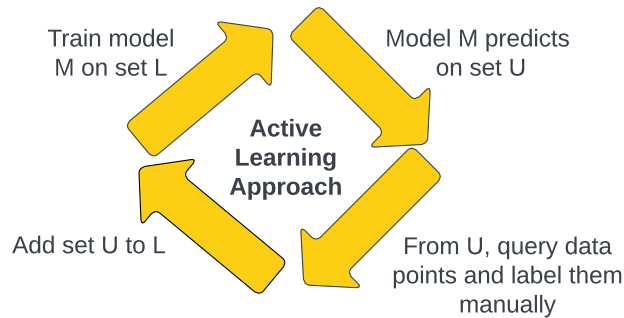 Train model
M on set L
Model M predicts
on set U
Active
Learning
Approach
Add set U to L
From U, query data
points and label them
manually